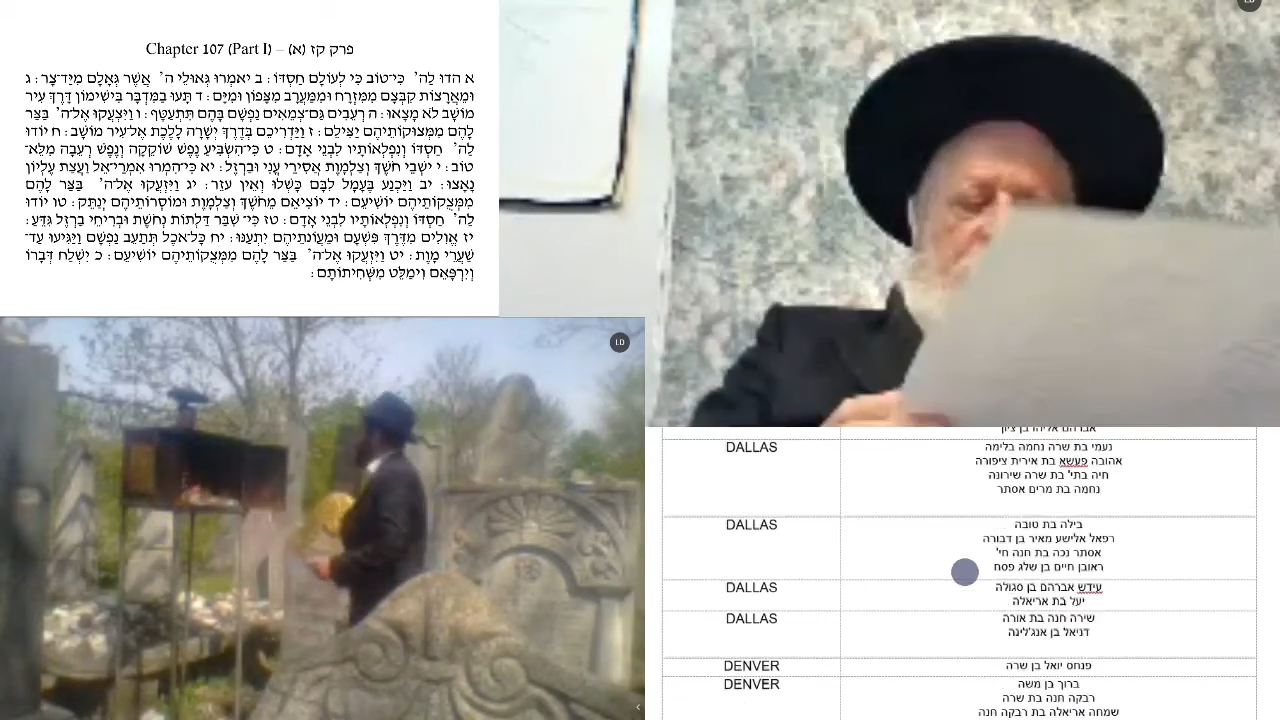 Chapter 107 (Part I) – פרק קז (א)
א הדוּ לַה' כִּי־טוֹב כִּי לְעוֹלָם חַסְדּוֹ: ב יֹאמְרוּ גְּאוּלֵי ה' אֲשֶׁר גְּאָלָם מִיַּד־צָר: ג
וּמֵאֲרָצוֹת קִבְּצָם מִמִּזְרָח וּמִמַּעֲרָב מִצָּפוֹן וּמִיָּם: ד תָּעוּ בַמִּדְבָּר בִּישִׁימוֹן דָּרֶךְ עִיר
מוֹשָׁב לֹא מָצָאוּ: ה רְעֵבִים גַּם־צְמֵאִים נַפְשָׁם בָּהֶם תִּתְעַטָּף: ו וַיִּצְעֲקוּ אֶל־ה' בַּצַּר
לָהֶם מִמְּצוּקוֹתֵיהֶם יַצִּילֵם: ז וַיַּדְרִיכֵם בְּדֶרֶךְ יְשָׁרָה לָלֶכֶת אֶל־עִיר מוֹשָׁב: ח יוֹדוּ
לַה' חַסְדּוֹ וְנִפְלְאוֹתָיו לִבְנֵי אָדָם: ט כִּי־הִשְׂבִּיעַ נֶפֶשׁ שׁוֹקֵקָה וְנֶפֶשׁ רְעֵבָה מִלֵּא־
טוֹב: י יֹשְׁבֵי חֹשֶׁךְ וְצַלְמָוֶת אֲסִירֵי עֳנִי וּבַרְזֶל: יא כִּי־הִמְרוּ אִמְרֵי־אֵל וַעֲצַת עֶלְיוֹן
נָאָצוּ: יב וַיַּכְנַע בֶּעָמָל לִבָּם כָּשְׁלוּ וְאֵין עֹזֵר: יג וַיִּזְעֲקוּ אֶל־ה' בַּצַּר לָהֶם
מִמְּצֻקוֹתֵיהֶם יוֹשִׁיעֵם: יד יוֹצִיאֵם מֵחֹשֶׁךְ וְצַלְמָוֶת וּמוֹסְרוֹתֵיהֶם יְנַתֵּק: טו יוֹדוּ
לַה' חַסְדּוֹ וְנִפְלְאוֹתָיו לִבְנֵי אָדָם: טז כִּי־שִׁבַּר דַּלְתוֹת נְחֹשֶׁת וּבְרִיחֵי בַרְזֶל גִּדֵּעַ:
יז אֱוִלִים מִדֶּרֶךְ פִּשְׁעָם וּמֵעֲוֹנֹתֵיהֶם יִתְעַנּוּ: יח כָּל־אֹכֶל תְּתַעֵב נַפְשָׁם וַיַּגִּיעוּ עַד־
שַׁעֲרֵי מָוֶת: יט וַיִּזְעֲקוּ אֶל־ה' בַּצַּר לָהֶם מִמְּצֻקוֹתֵיהֶם יוֹשִׁיעֵם: כ יִשְׁלַח דְּבָרוֹ
וְיִרְפָּאֵם וִימַלֵּט מִשְּׁחִיתוֹתָם:
LD
LD
אברהם אליהו בן ציון
DALLAS
נעמי בת שרה נחמה בלימה
אהובה פעשא בת אירית ציפורה
חיה בתי' בת שרה שירונה
נחמה בת מרים אסתר
DALLAS
בילה בת טובה
רפאל אלישע מאיר בן דבורה
אסתר נכה בת חנה חי'
ראובן חיים בן שלג פסח
DALLAS
עידש אברהם בן סגולה
יעל בת אריאלה
DALLAS
שירה חנה בת אורה
דניאל בן אנג'לינה
DENVER
פנחס יואל בן שרה
DENVER
ברוך בן משה
רבקה חנה בת שרה
שמחה אריאלה בת רבקה חנה